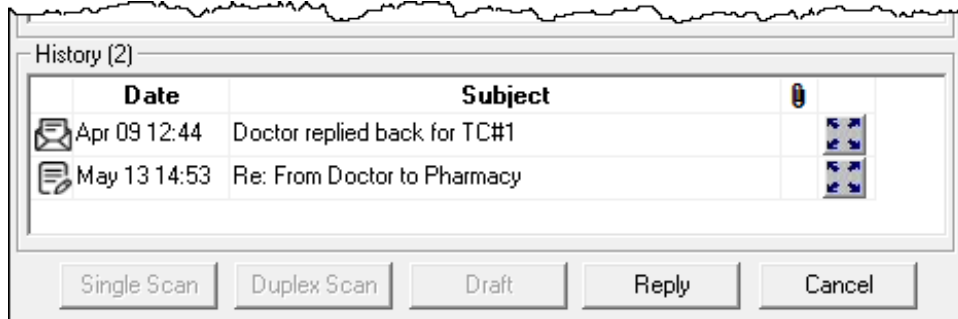 History (2)
Date Subject
Apr 09 12:44 Doctor replied back for TC#1
May 13 14:53 Re: From Doctor to Pharmacy
Single Scan Duplex Scan Draft Reply Cancel